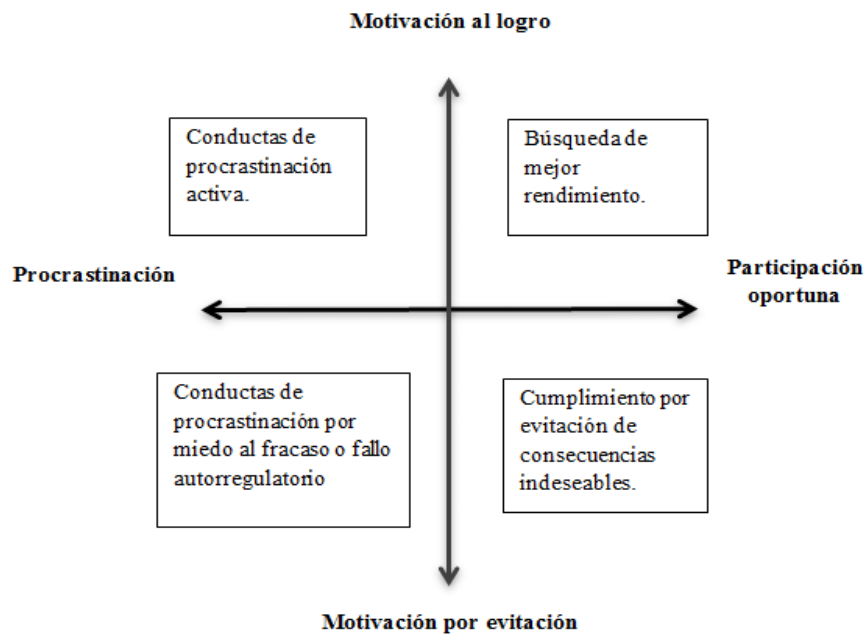 Motivación al logro
Conductas de
procrastinación
activa.
Búsqueda de
mejor
rendimiento.
Procrastinación
Participación
oportuna
Conductas de
procrastinación por
miedo al fracaso o fallo
autorregulatorio
Cumplimiento por
evitación de
consecuencias
indeseables.
Motivación por evitación